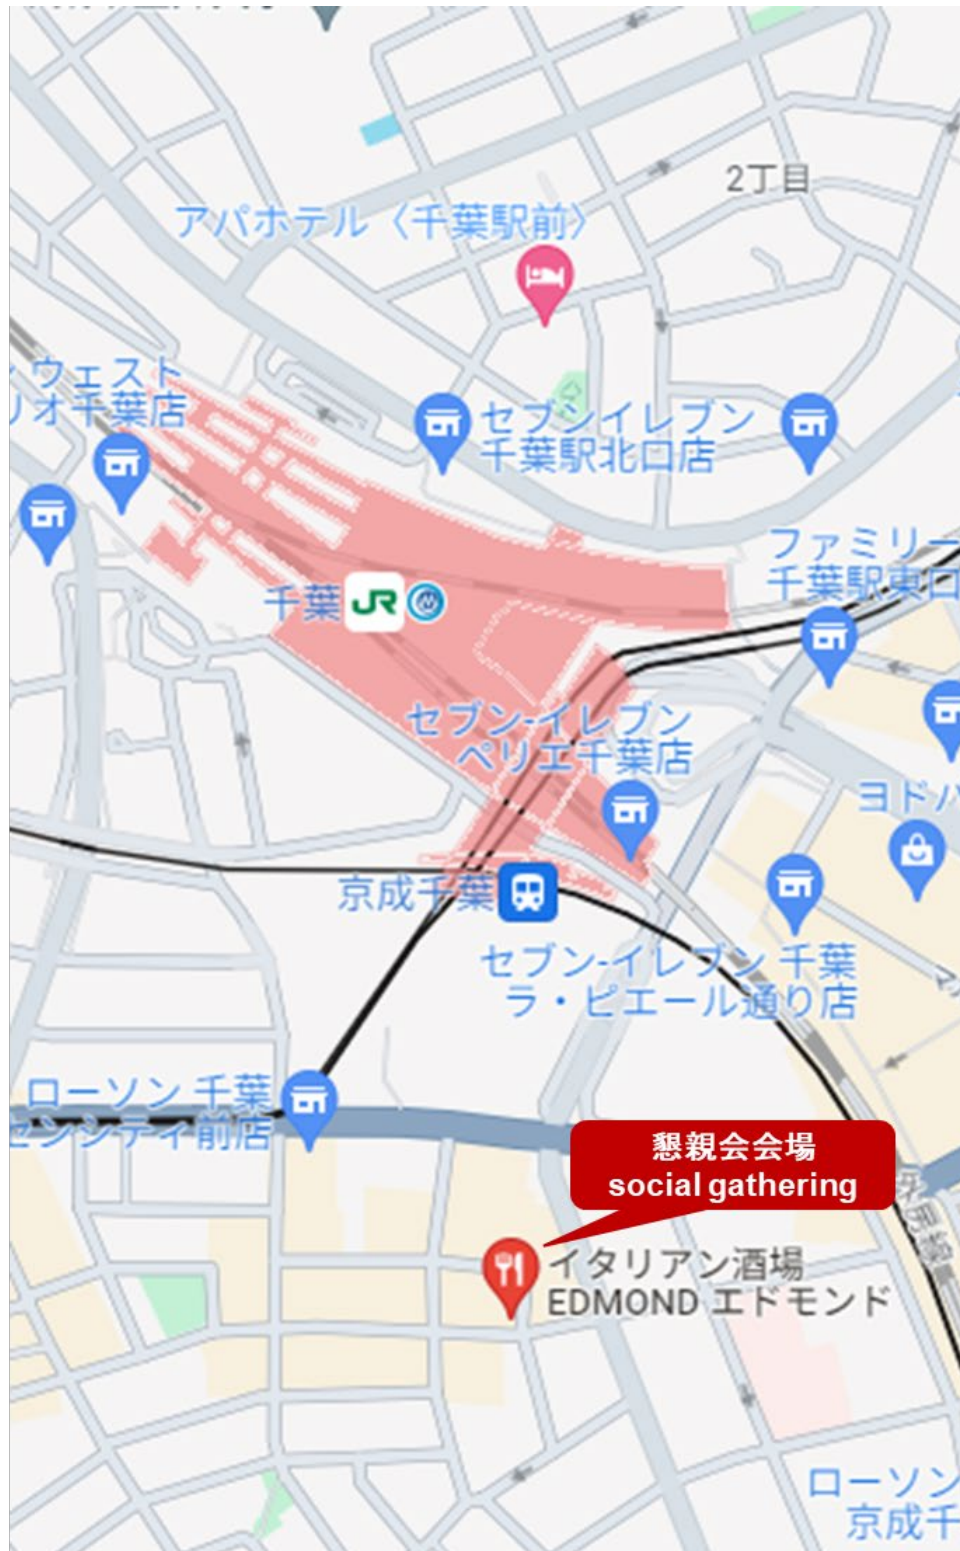 2丁目
アパホテル〈千葉駅前〉
ウェスト
リオ千葉店
セブンイレブン
千葉駅北口店
ファミリー
千葉駅東口
千葉 JR
セブン-イレブン
ペリエ千葉店
ヨドバ
京成千葉
セブン-イレブン 千葉
ラ・ピエール通り店
ローソン 千葉
センシティ前店
懇親会会場
social gathering
外房線
イタリアン酒場
EDMOND エドモンド
ローソン
京成千